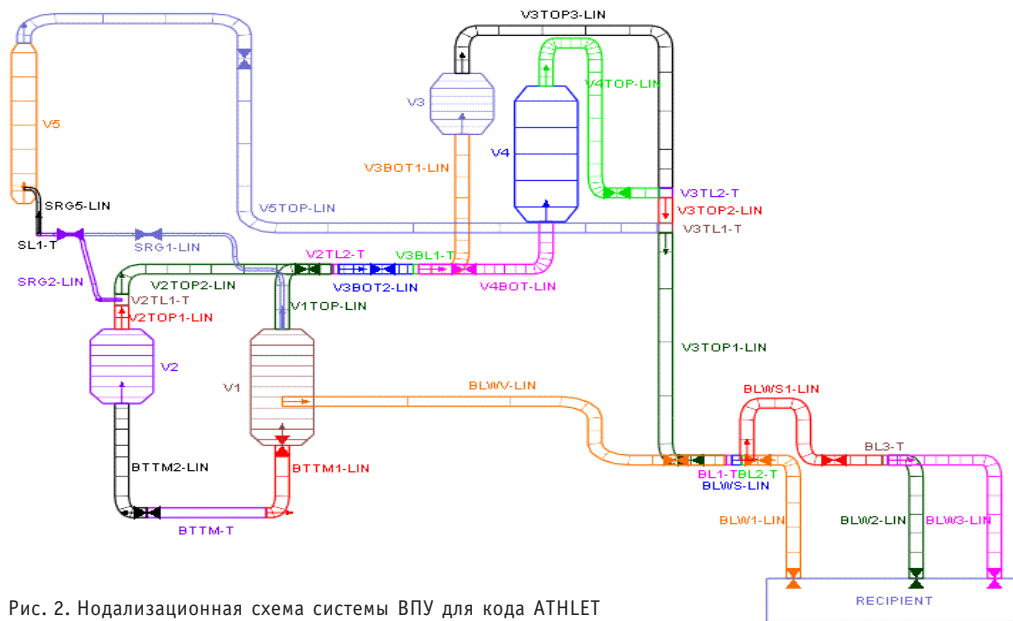 V3TOP3-LIN
V4TOP-LIN
V3
V5
V4
V3BOT1-LIN
V3TL2-T
SRG5-LIN
V5TOP-LIN
V3TOP2-LIN
V3TL1-T
SL1-T
SRG1-LIN
V2TL2-T
V3BL1-T
SRG2-LIN
V2TOP2-LIN
V3BOT2-LIN
V4BOT-LIN
V2TL1-T
V1TOP-LIN
V2TOP1-LIN
V3TOP1-LIN
V2
V1
BLWV-LIN
BLWS1-LIN
BL3-T
BTTM2-LIN
BTTM1-LIN
BL1-T
BL2-T
BLWS-LIN
BTTM-T
BLW1-LIN
BLW2-LIN
BLW3-LIN
RECIPIENT
Рис. 2. Нодализационная схема системы ВПУ для кода ATHLET